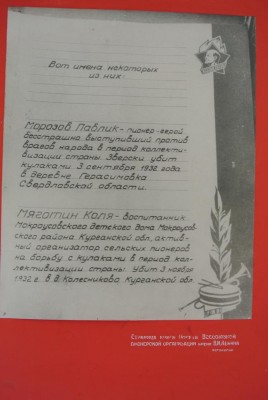 Вот имена некоторых
из них:
Морозов Павлик - пионер-герой
бесстрашно выступивший против
врагов народа в период коллекти-
визации страны. Зверски убит
кулаками 3 сентября 1932 года
в деревне Герасимовка
Свердловской области.
Мяготин Коля - воспитанник
Мокроусовского детского дома Мокроусов-
ского района Курганской обл., актив-
ный организатор сельских пионеров
на борьбу с кулаками в период кол-
лективизации страны. Убит 3 ноября
1932 г. в В. Колесникова Курганской обл.
Страница книги Почета Всесоюзной
пионерской организации имени В.И.Ленина